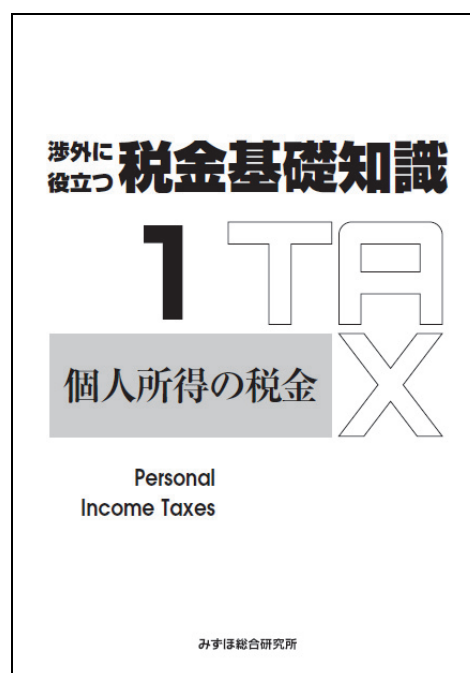 渉外に
役立つ
税金基礎知識
1 TA
X
個人所得の税金
Personal
Income Taxes
みずほ総合研究所